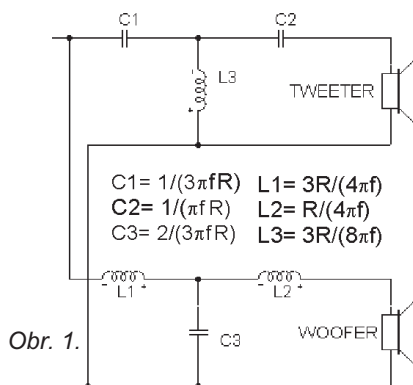 C1
C2
L3
TWEETER
C1= 1/(3πfR) L1= 3R/(4πf)
C2= 1/(πfR) L2= R/(4πf)
C3= 2/(3πfR) L3= 3R/(8πf)
L1
L2
Obr. 1.
C3
WOOFER